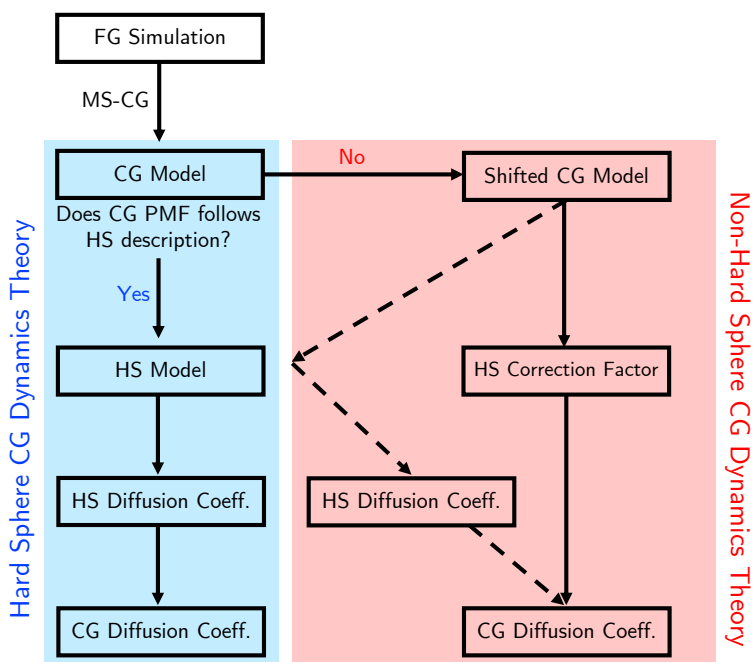 FG Simulation
MS-CG
CG Model
No
Shifted CG Model
Does CG PMF follows
HS description?
Yes
HS Model
HS Correction Factor
HS Diffusion Coeff.
HS Diffusion Coeff.
CG Diffusion Coeff.
CG Diffusion Coeff.
Hard Sphere CG Dynamics Theory
Non-Hard Sphere CG Dynamics Theory